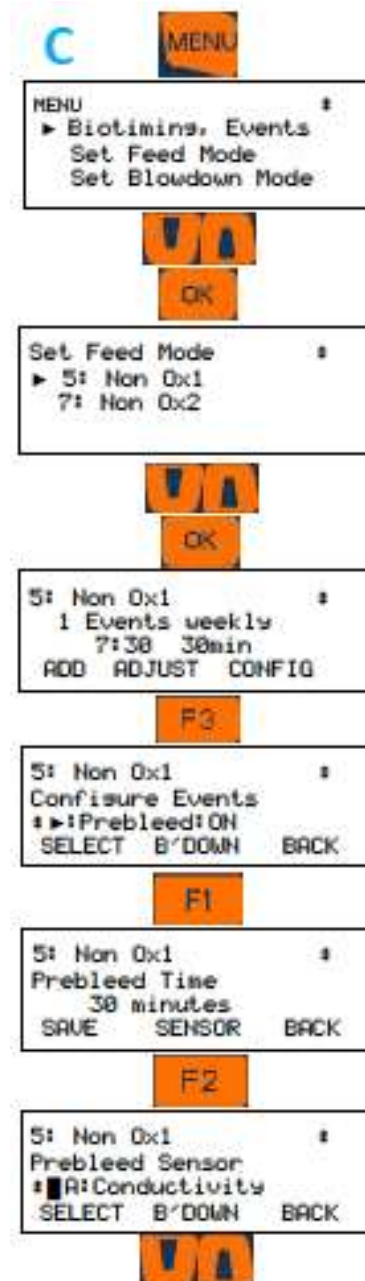 C
MENU
MENU
► Biotiming, Events
Set Feed Mode
Set Blowdown Mode
OK
Set Feed Mode
► 5: Non Ox1
7: Non Ox2
OK
5: Non Ox1
1 Events weekly
7:30 30min
ADD ADJUST CONFIG
F3
5: Non Ox1
Configure Events
►:Prebleed:ON
SELECT B'DOWN BACK
F1
5: Non Ox1
Prebleed Time
30 minutes
SAVE SENSOR BACK
F2
5: Non Ox1
Prebleed Sensor
A:Conductivity
SELECT B'DOWN BACK